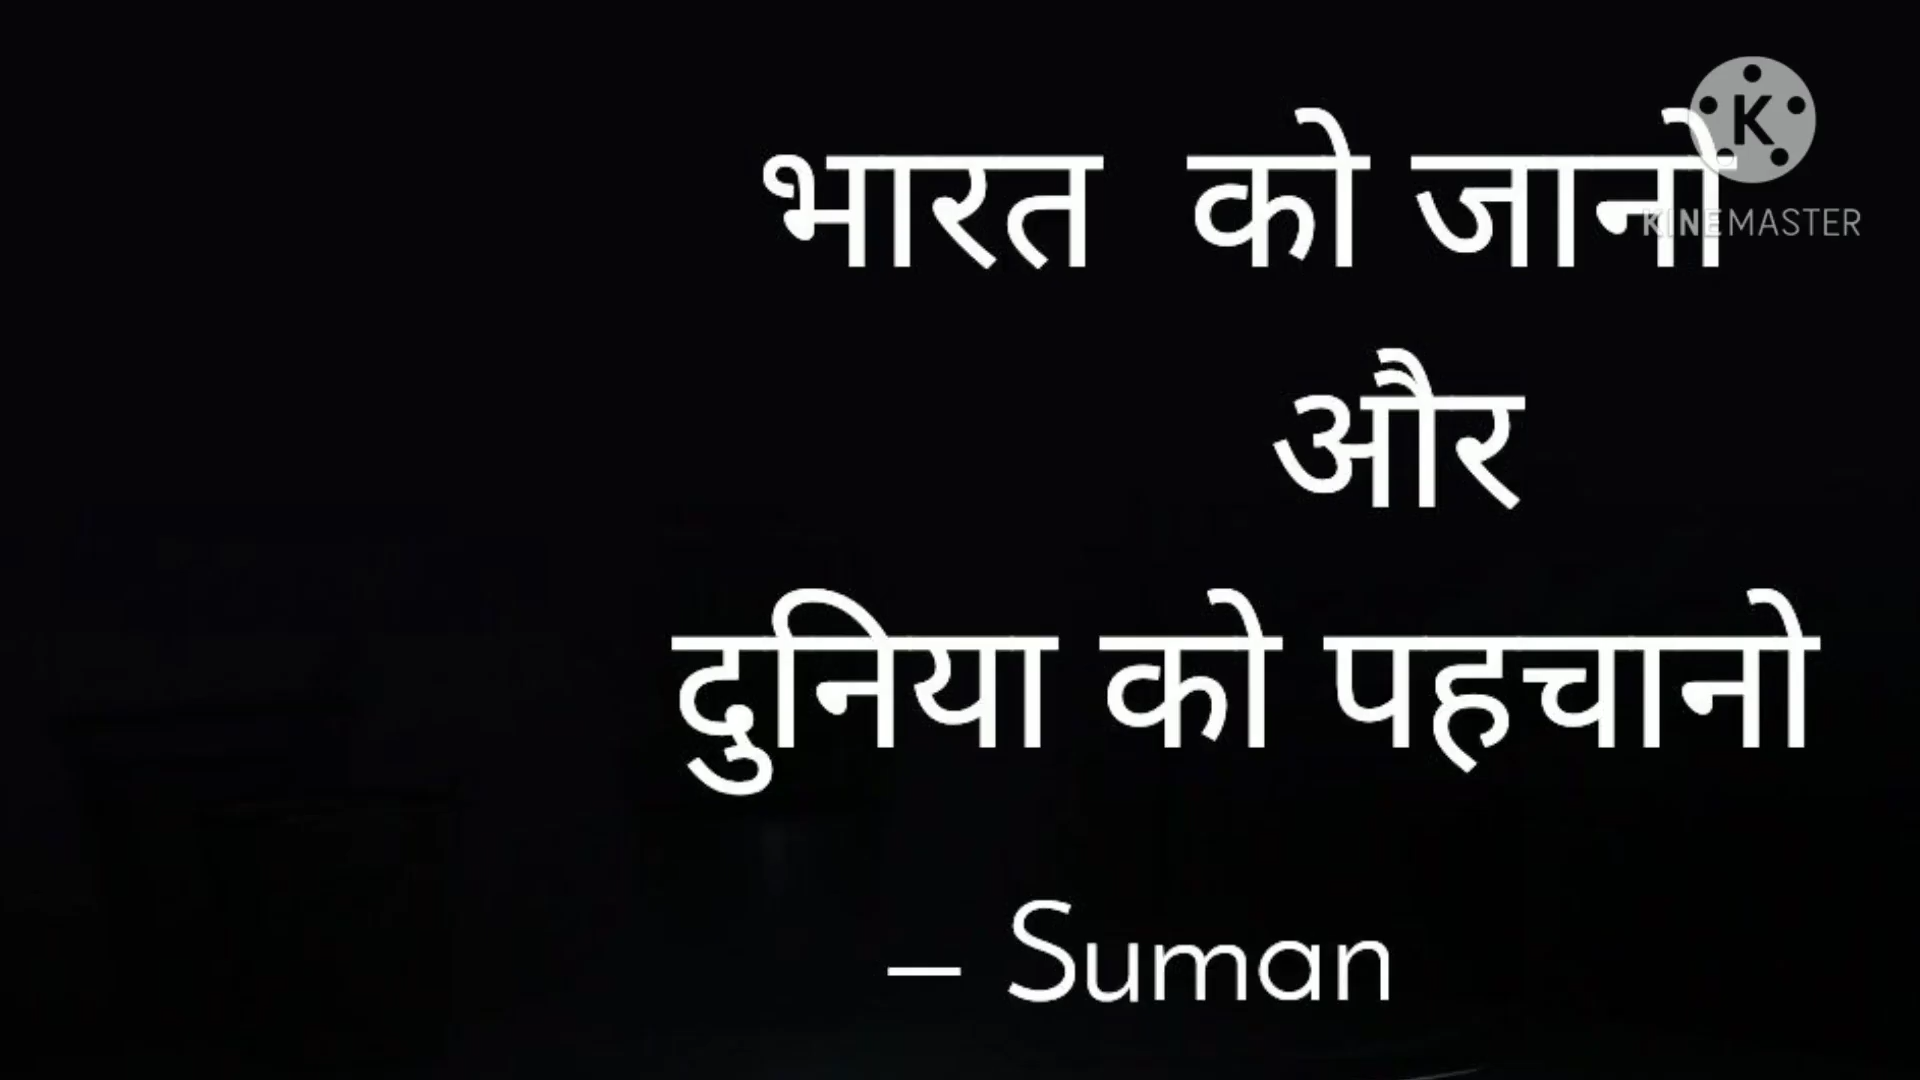 भारत को जानो
K
KINEMASTER
और
दुनिया को पहचानो
– Suman